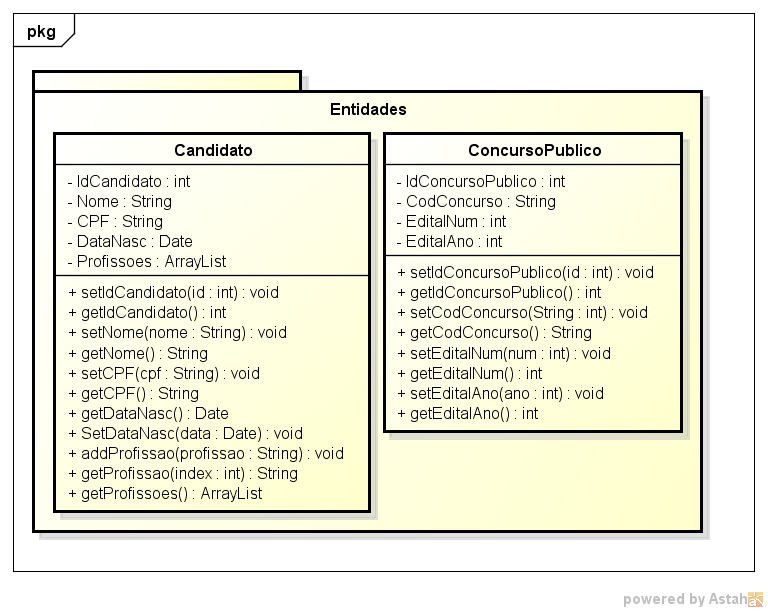 pkg
Entidades
Candidato
- IdCandidato : int
- Nome : String
- CPF : String
- DataNasc : Date
- Profissoes : ArrayList
+ setIdCandidato(id : int) : void
+ getIdCandidato() : int
+ setNome(nome : String) : void
+ getNome() : String
+ setCPF(cpf : String) : void
+ getCPF() : String
+ getDataNasc() : Date
+ SetDataNasc(data : Date) : void
+ addProfissao(profissao : String) : void
+ getProfissao(index : int) : String
+ getProfissoes() : ArrayList
ConcursoPublico
- IdConcursoPublico : int
- CodConcurso : String
- EditalNum : int
- EditalAno : int
+ setIdConcursoPublico(id : int) : void
+ getIdConcursoPublico() : int
+ setCodConcurso(String : int) : void
+ getCodConcurso() : String
+ setEditalNum(num : int) : void
+ getEditalNum() : int
+ setEditalAno(ano : int) : void
+ getEditalAno() : int
powered by Astah